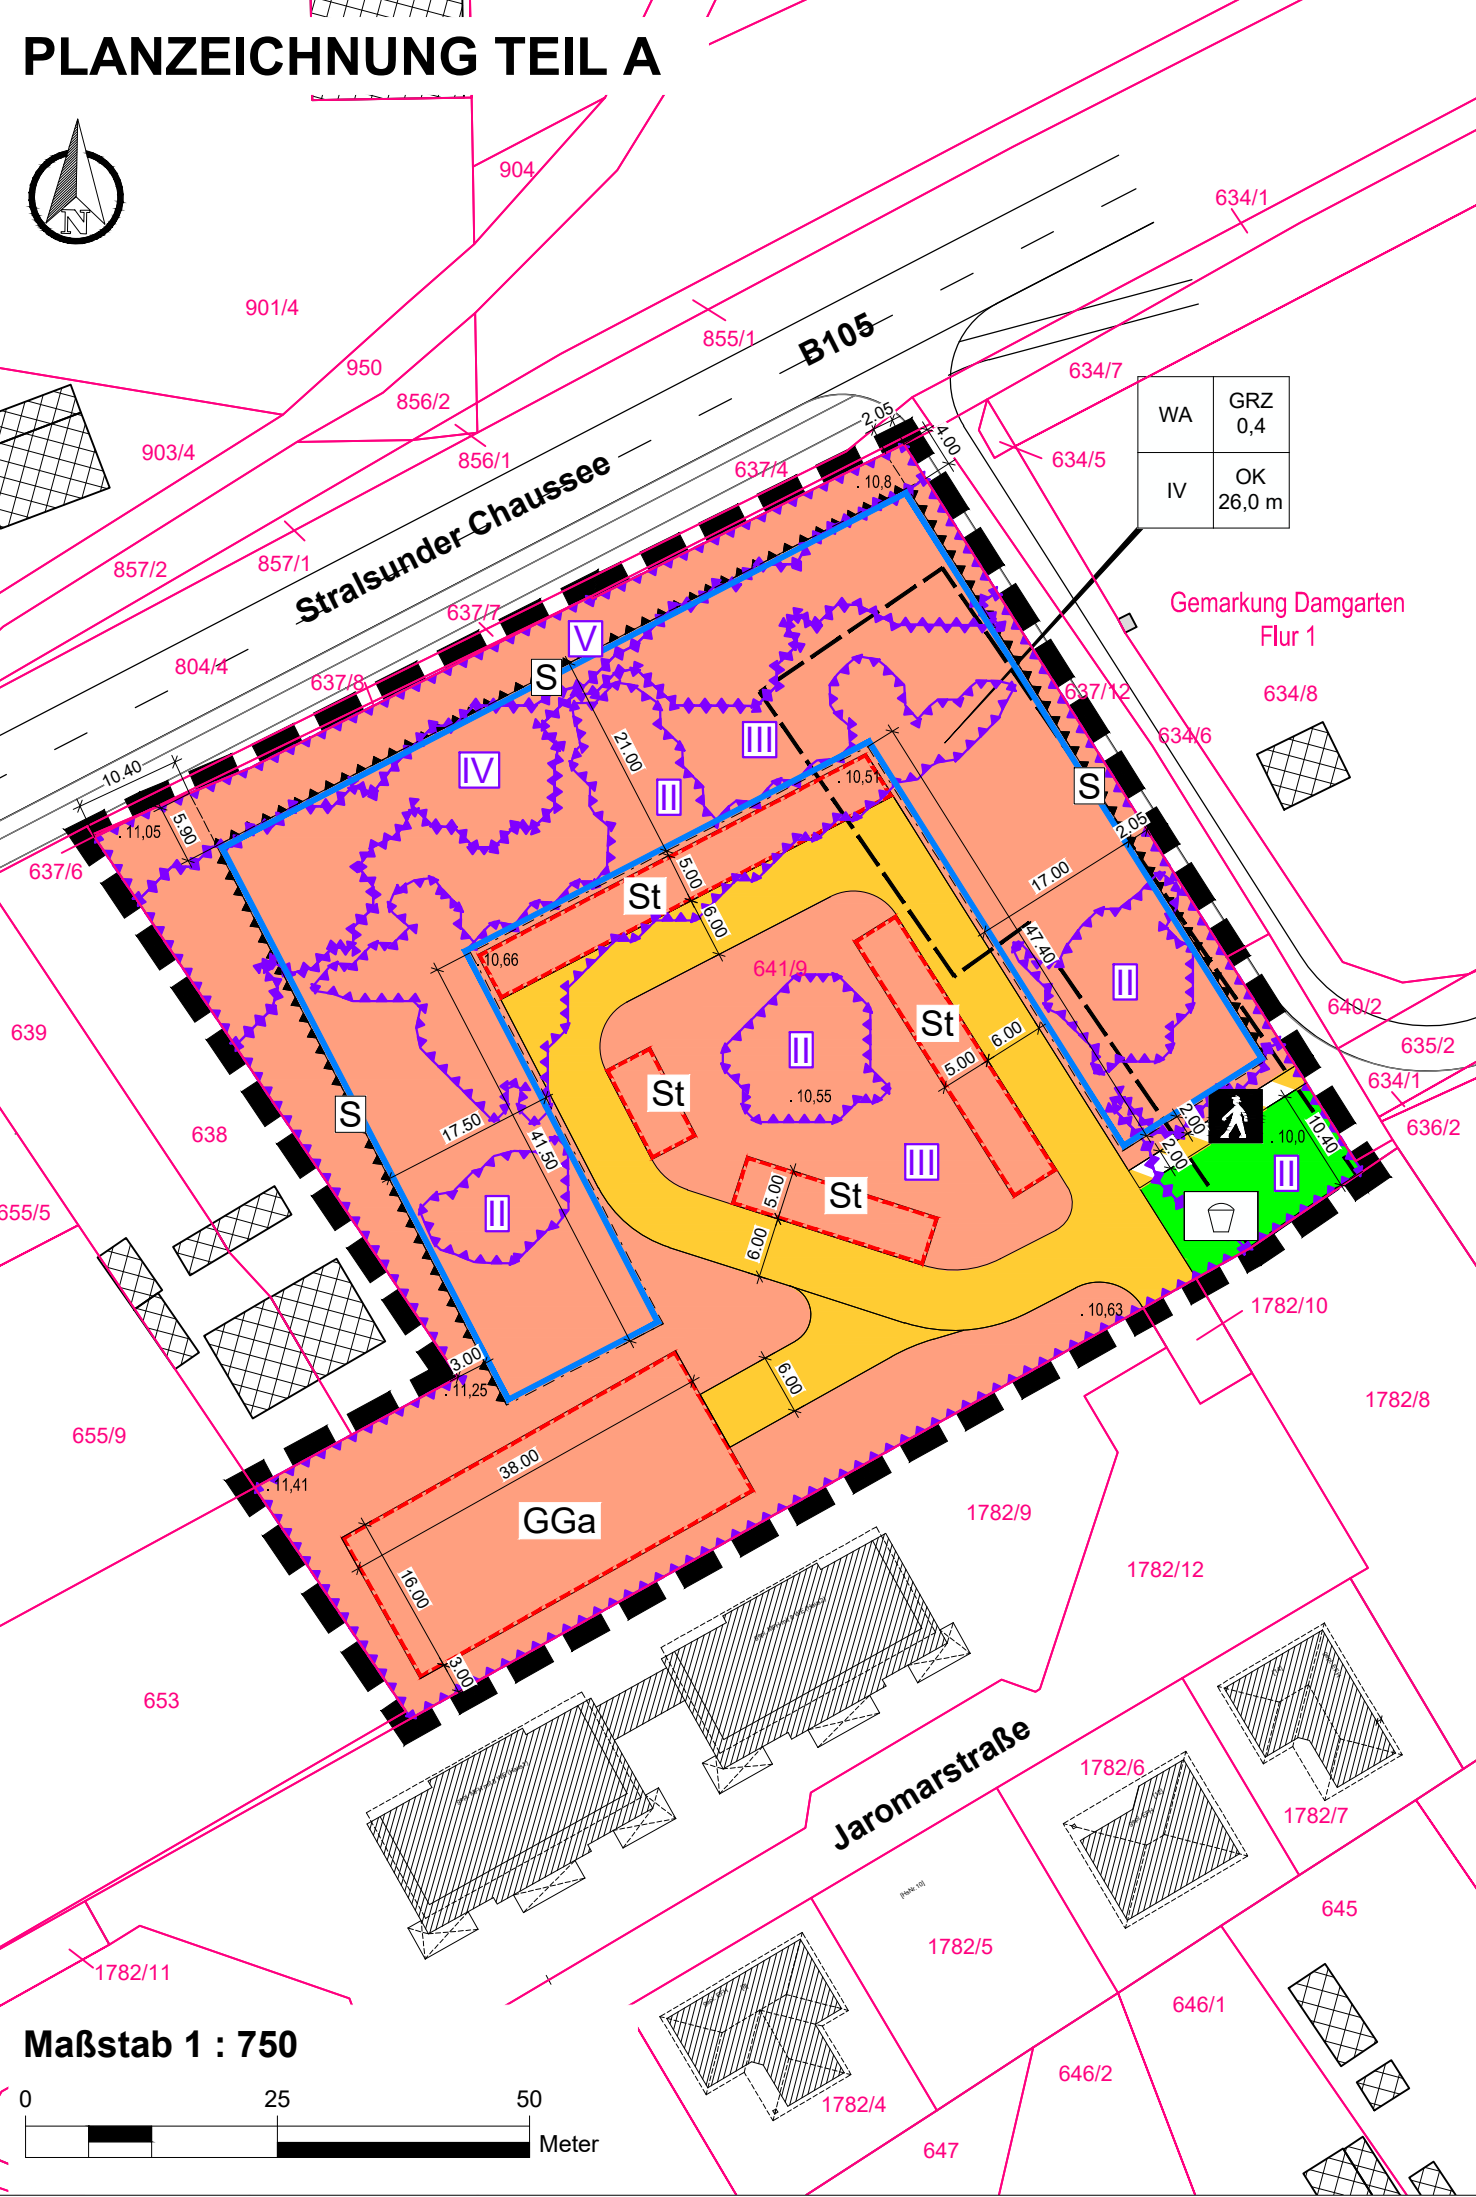 PLANZEICHNUNG TEIL A
N
904
634/1
901/4
855/1
B105
950
634/7
856/2
WA
GRZ
0,4
2.05
4.00
903/4
856/1
637/4
634/5
IV
OK
26,0 m
. 10,8
Stralsunder Chaussee
857/2
857/1
637/7
Gemarkung Damgarten
Flur 1
V
804/4
S
637/8
637/12
634/8
III
634/6
21.00
IV
II
. 10,51
S
10.40
5.90
. 11,05
2.05
637/6
5.00
17.00
St
6.00
47.40
. 10,66
641/9
II
640/2
639
St
6.00
635/2
II
5.00
634/1
St
. 10,55
S
2.00
636/2
638
17.50
41.50
. 10,0
10.40
2.00
III
II
5.00
St
655/5
II
6.00
1782/10
. 10,63
3.00
. 11,25
6.00
1782/8
655/9
38.00
. 11,41
GGa
1782/9
1782/12
16.00
3.00
653
Jaromarstraße
1782/6
1782/7
[HsNr.10]
645
1782/5
1782/11
646/1
Maßstab 1 : 750
646/2
0
25
50
1782/4
Meter
647